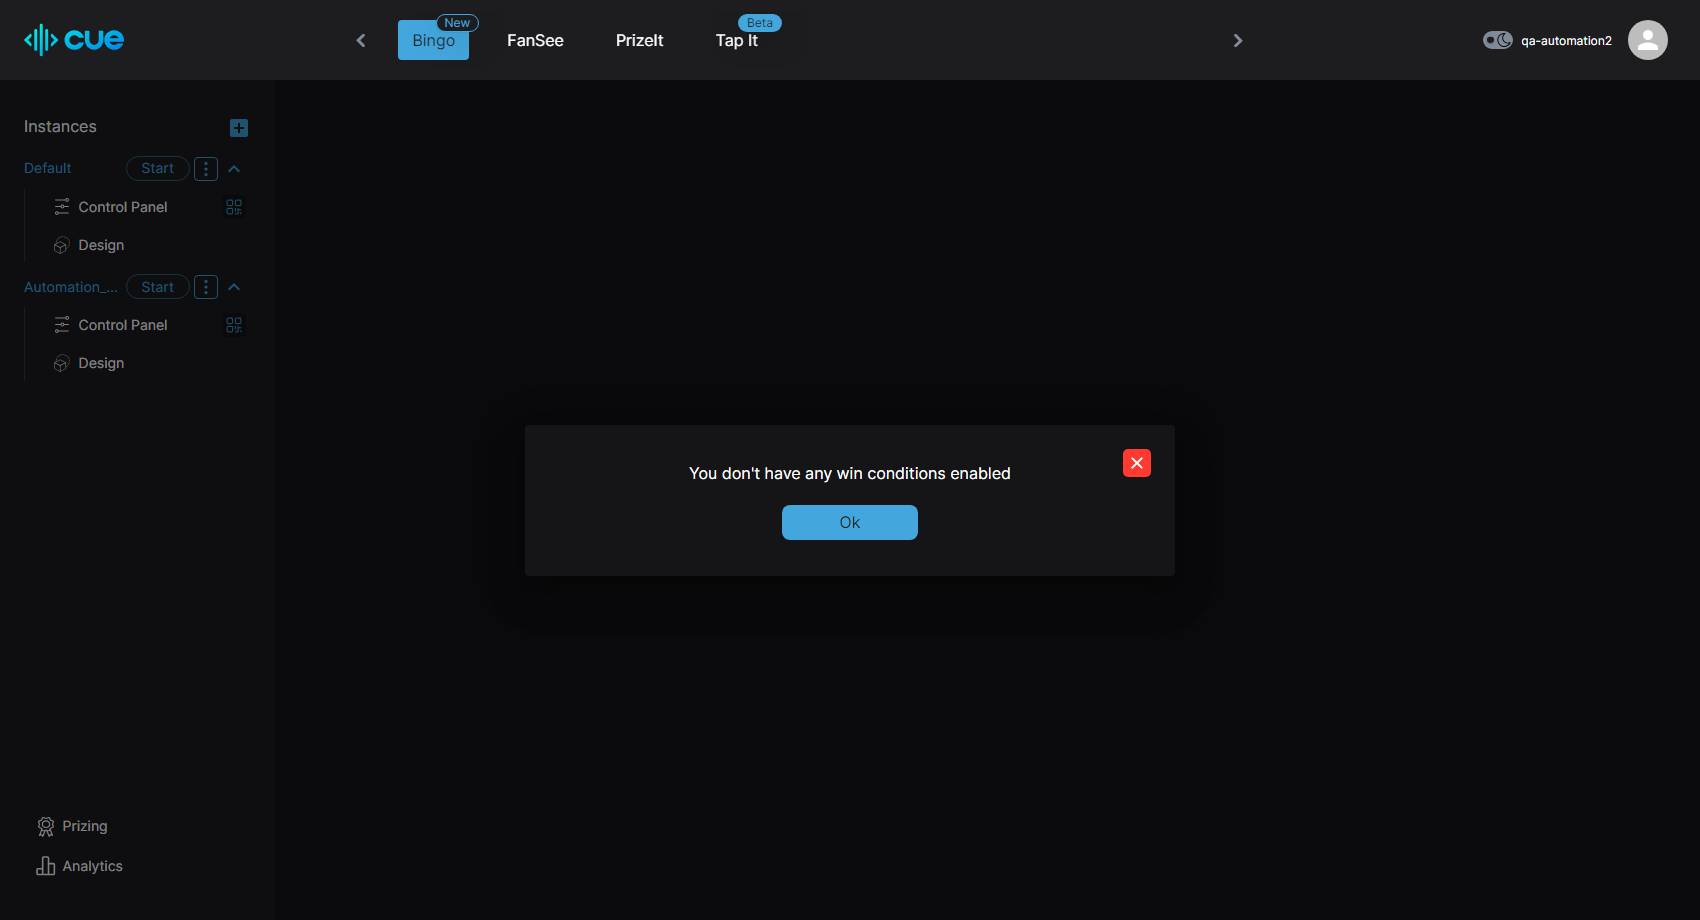 cue
New
Bingo
FanSee
PrizeIt
Beta
Tap It
qa-automation2
Instances
Default
Start
Control Panel
Design
Automation_...
Start
Control Panel
Design
You don't have any win conditions enabled
Ok
Prizing
Analytics